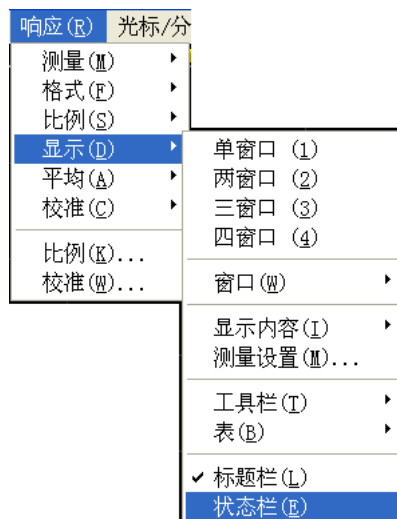 响应(R) 光标/分
测量(M)
格式(F)
比例(S)
显示(D)
平均(A)
校准(C)
比例(K)...
校准(W)...
单窗口 (1)
两窗口 (2)
三窗口 (3)
四窗口 (4)
窗口(W)
显示内容(I)
测量设置(M)...
工具栏(T)
表(B)
✓ 标题栏(L)
状态栏(E)